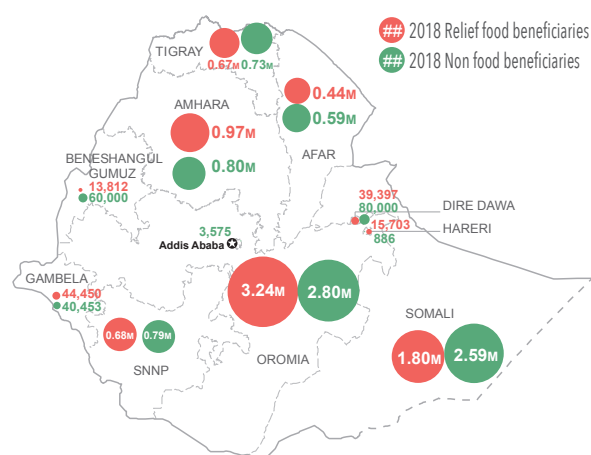 ## 2018 Relief food beneficiaries
## 2018 Non food beneficiaries
TIGRAY
0.67M 0.73M
0.44M
0.59M
AFAR
AMHARA
0.97M
0.80M
BENESHANGUL
GUMUZ
13,812
60,000
39,397
80,000
DIRE DAWA
15,703
886
HARERI
3,575
Addis Ababa
GAMBELA
44,450
40,453
3.24M
2.80M
OROMIA
0.68M
0.79M
SNNP
SOMALI
1.80M
2.59M